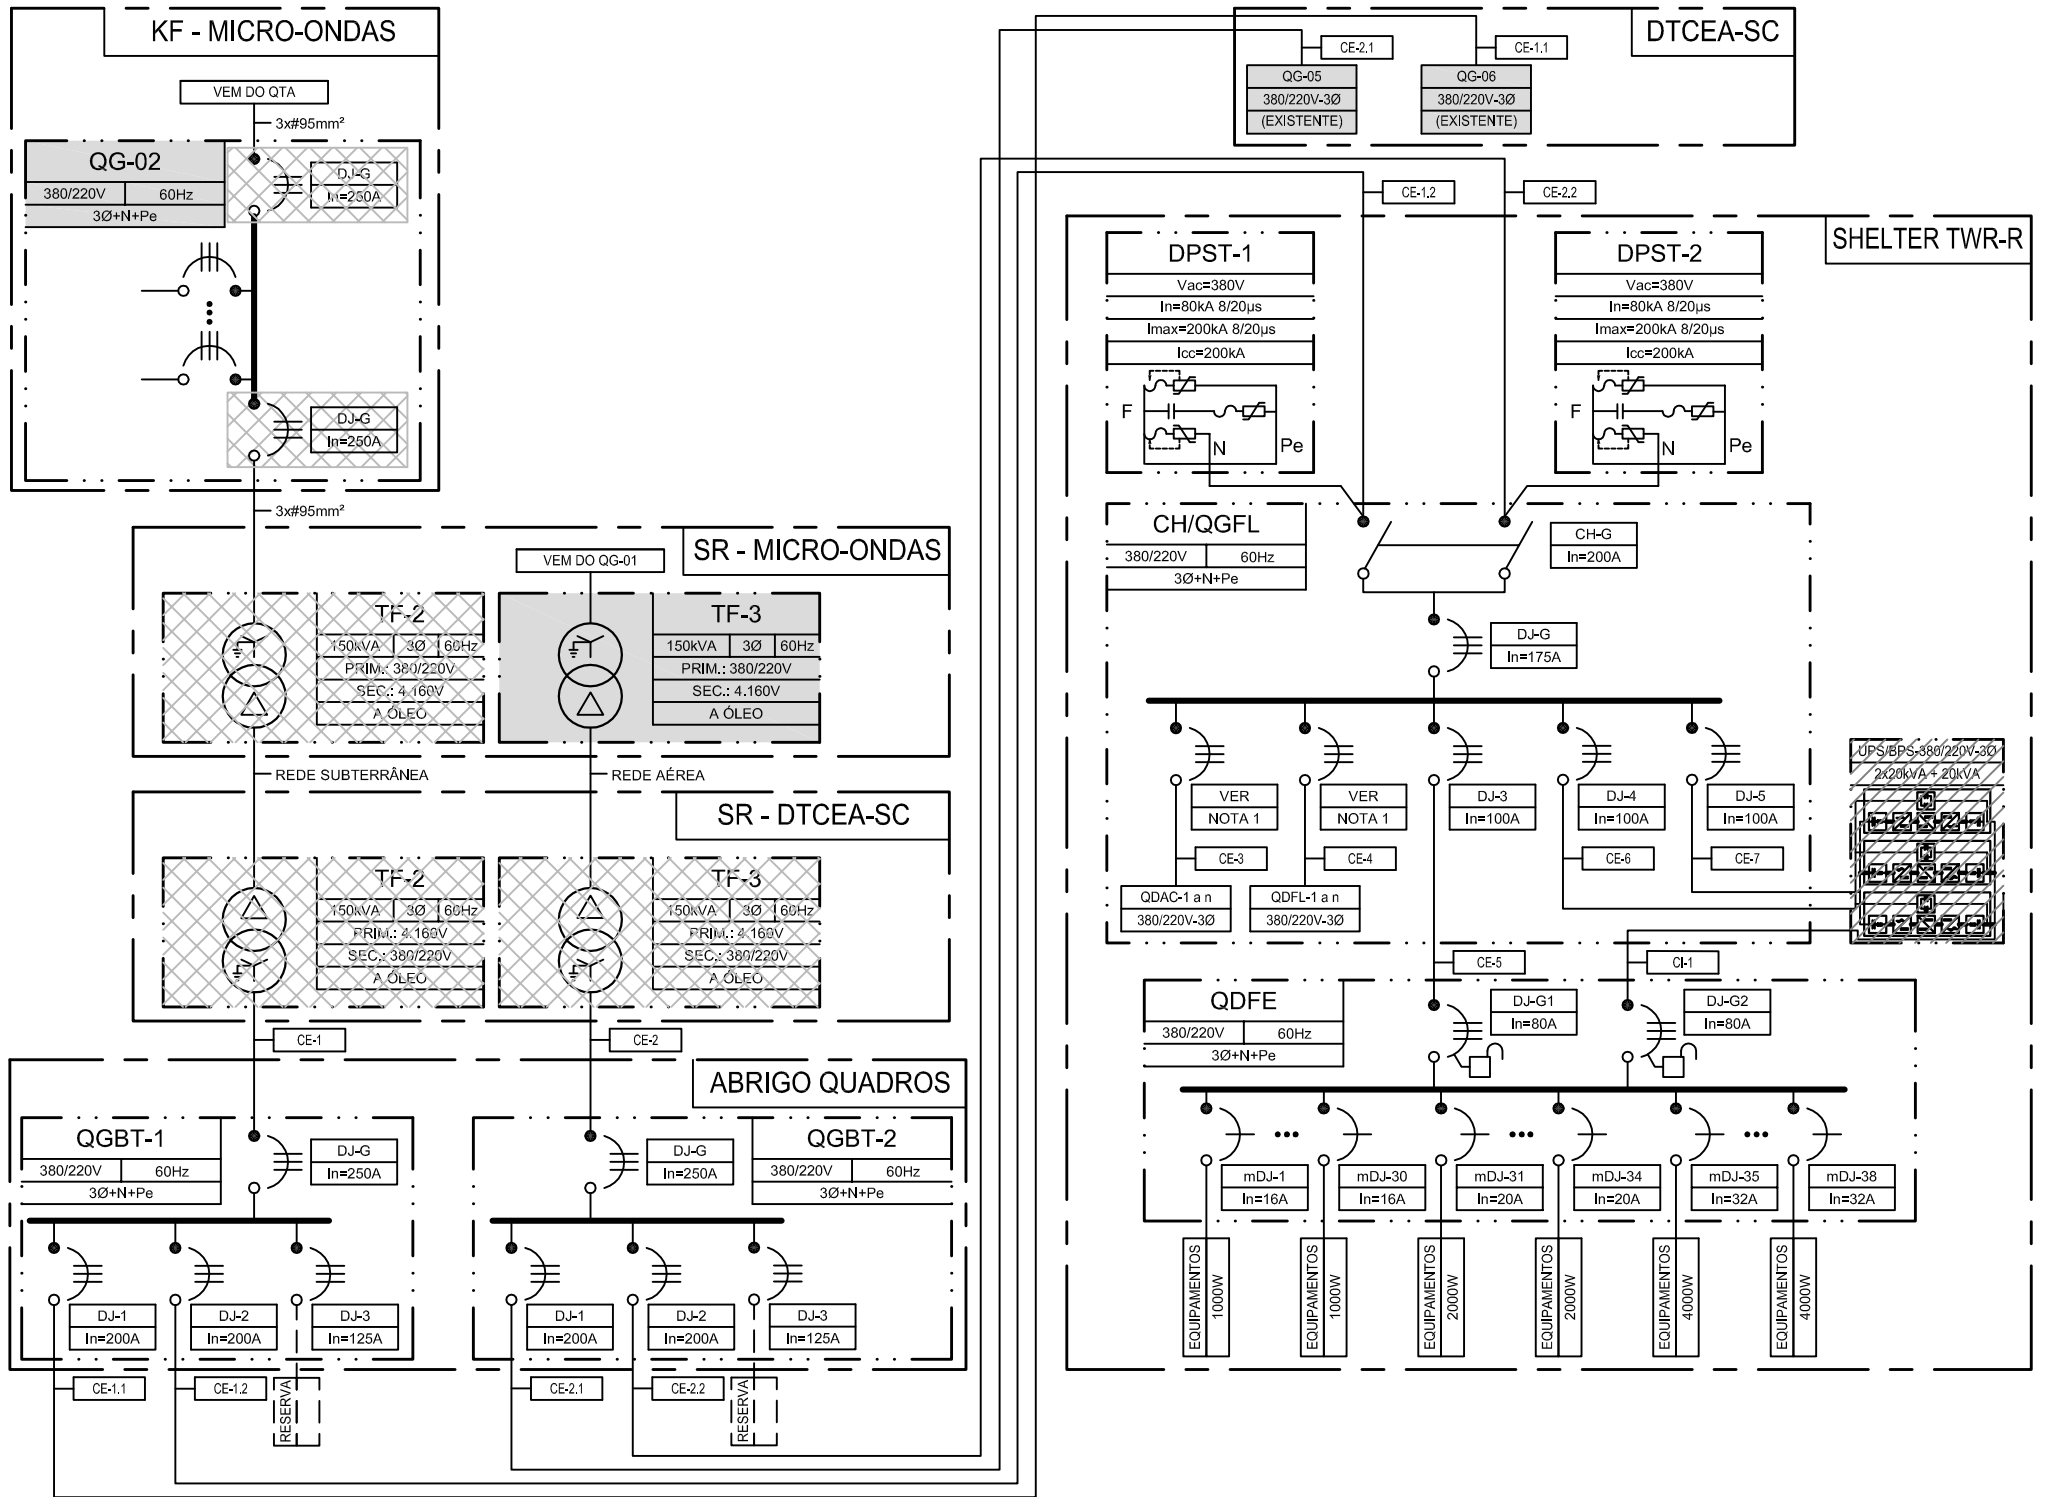 KF - MICRO-ONDAS
VEM DO QTA
3x#95mm²
QG-02
380/220V
60Hz
3Ø+N+Pe
DJ-G
In=250A
DJ-G
In=250A
3x#95mm²
SR - MICRO-ONDAS
VEM DO QG-01
TF-2
150kVA
3Ø
60Hz
PRIM.: 380/220V
SEC.: 4.160V
A ÓLEO
TF-3
150kVA
3Ø
60Hz
PRIM.: 380/220V
SEC.: 4.160V
A ÓLEO
REDE SUBTERRÂNEA
REDE AÉREA
SR - DTCEA-SC
TF-2
150kVA
3Ø
60Hz
PRIM.: 4.160V
SEC.: 380/220V
A ÓLEO
TF-3
150kVA
3Ø
60Hz
PRIM.: 4.160V
SEC.: 380/220V
A ÓLEO
CE-1
CE-2
ABRIGO QUADROS
QGBT-1
380/220V
60Hz
3Ø+N+Pe
DJ-G
In=250A
DJ-1
In=200A
DJ-2
In=200A
DJ-3
In=125A
CE-1.1
CE-1.2
RESERVA
QGBT-2
380/220V
60Hz
3Ø+N+Pe
DJ-G
In=250A
DJ-1
In=200A
DJ-2
In=200A
DJ-3
In=125A
CE-2.1
CE-2.2
RESERVA
DTCEA-SC
CE-2.1
CE-1.1
QG-05
380/220V-3Ø
(EXISTENTE)
QG-06
380/220V-3Ø
(EXISTENTE)
CE-1.2
CE-2.2
SHELTER TWR-R
DPST-1
Vac=380V
In=80kA 8/20µs
Imax=200kA 8/20µs
Icc=200kA
F
N
Pe
DPST-2
Vac=380V
In=80kA 8/20µs
Imax=200kA 8/20µs
Icc=200kA
F
N
Pe
CH/QGFL
380/220V
60Hz
3Ø+N+Pe
CH-G
In=200A
DJ-G
In=175A
VER
NOTA 1
VER
NOTA 1
DJ-3
In=100A
DJ-4
In=100A
DJ-5
In=100A
CE-3
CE-4
CE-6
CE-7
QDAC-1 a n
380/220V-3Ø
QDFL-1 a n
380/220V-3Ø
UPS/BPS-380/220V-3Ø
2x20kVA + 20kVA
CE-5
CI-1
QDFE
380/220V
60Hz
3Ø+N+Pe
DJ-G1
In=80A
DJ-G2
In=80A
mDJ-1
In=16A
mDJ-30
In=16A
mDJ-31
In=20A
mDJ-34
In=20A
mDJ-35
In=32A
mDJ-38
In=32A
EQUIPAMENTOS
1000W
EQUIPAMENTOS
1000W
EQUIPAMENTOS
2000W
EQUIPAMENTOS
2000W
EQUIPAMENTOS
4000W
EQUIPAMENTOS
4000W